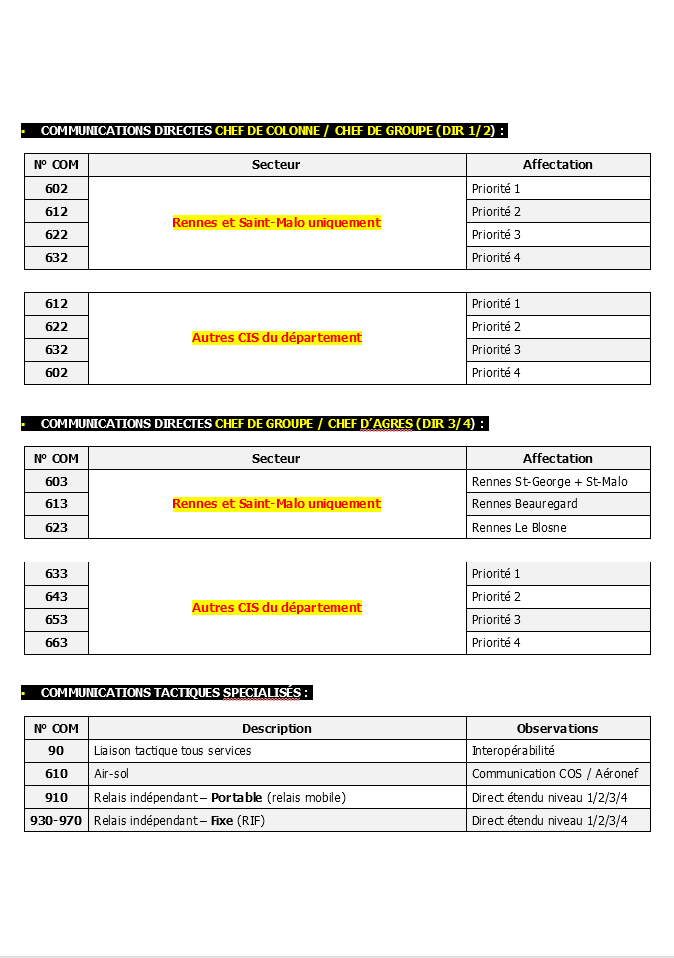 ▪ COMMUNICATIONS DIRECTES CHEF DE COLONNE / CHEF DE GROUPE (DIR 1/2) :
N° COM Secteur Affectation
602 Priorité 1
612 Priorité 2
Rennes et Saint-Malo uniquement
622 Priorité 3
632 Priorité 4
612 Priorité 1
622 Priorité 2
Autres CIS du département
632 Priorité 3
602 Priorité 4
▪ COMMUNICATIONS DIRECTES CHEF DE GROUPE / CHEF D’AGRES (DIR 3/4) :
N° COM Secteur Affectation
603 Rennes St-George + St-Malo
613 Rennes et Saint-Malo uniquement Rennes Beauregard
623 Rennes Le Blosne
633 Priorité 1
643 Priorité 2
Autres CIS du département
653 Priorité 3
663 Priorité 4
▪ COMMUNICATIONS TACTIQUES SPECIALISÉS :
N° COM Description Observations
90 Liaison tactique tous services Interopérabilité
610 Air-sol Communication COS / Aéronef
910 Relais indépendant – Portable (relais mobile) Direct étendu niveau 1/2/3/4
930-970 Relais indépendant – Fixe (RIF) Direct étendu niveau 1/2/3/4